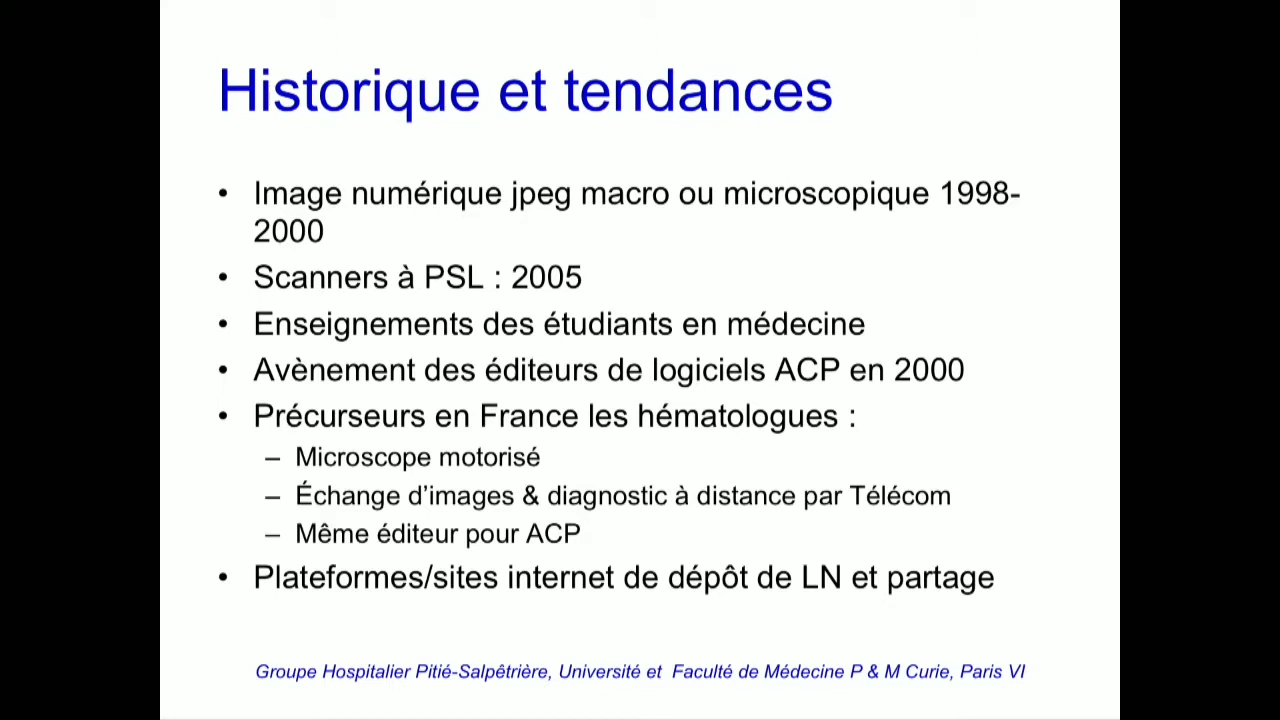 Historique et tendances
• Image numérique jpeg macro ou microscopique 1998-
2000
• Scanners à PSL : 2005
• Enseignements des étudiants en médecine
• Avènement des éditeurs de logiciels ACP en 2000
• Précurseurs en France les hématologues :
– Microscope motorisé
– Échange d’images & diagnostic à distance par Télécom
– Même éditeur pour ACP
• Plateformes/sites internet de dépôt de LN et partage
Groupe Hospitalier Pitié-Salpêtrière, Université et Faculté de Médecine P & M Curie, Paris VI